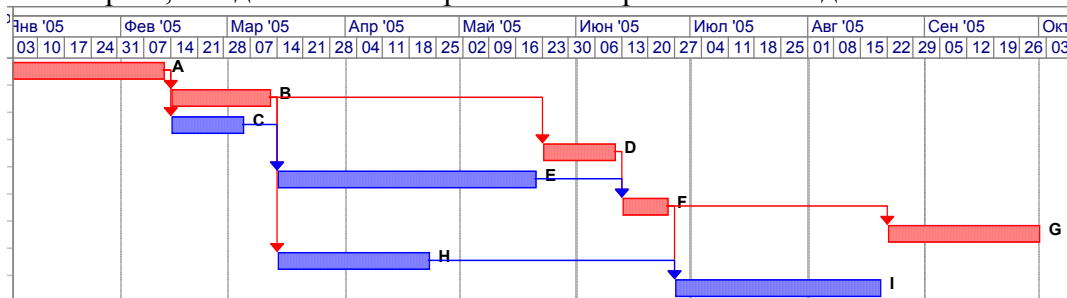 Янв '05 Фев '05 Мар '05 Апр '05 Май '05 Июн '05 Июл '05 Авг '05 Сен '05 Окт
03 10 17 24 31 07 14 21 28 07 14 21 28 04 11 18 25 02 09 16 23 30 06 13 20 27 04 11 18 25 01 08 15 22 29 05 12 19 26 03
A
B
C
D
E
F
G
H
I